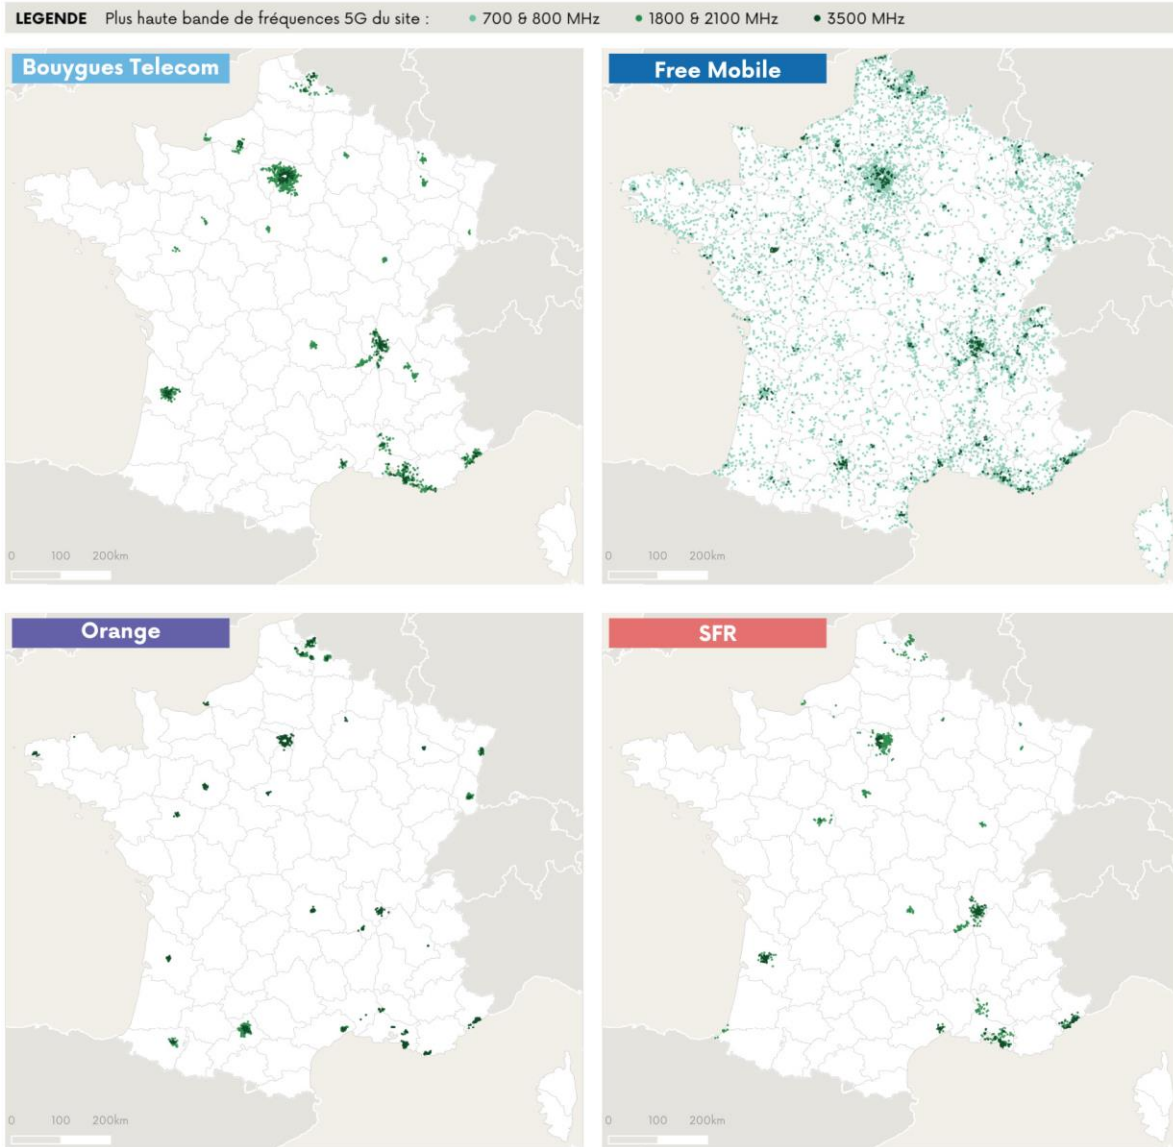 LEGENDE Plus haute bande de fréquences 5G du site : 700 & 800 MHz 1800 & 2100 MHz 3500 MHz
Bouygues Telecom
Free Mobile
0 100 200km
0 100 200km
Orange
SFR
0 100 200km
0 100 200km